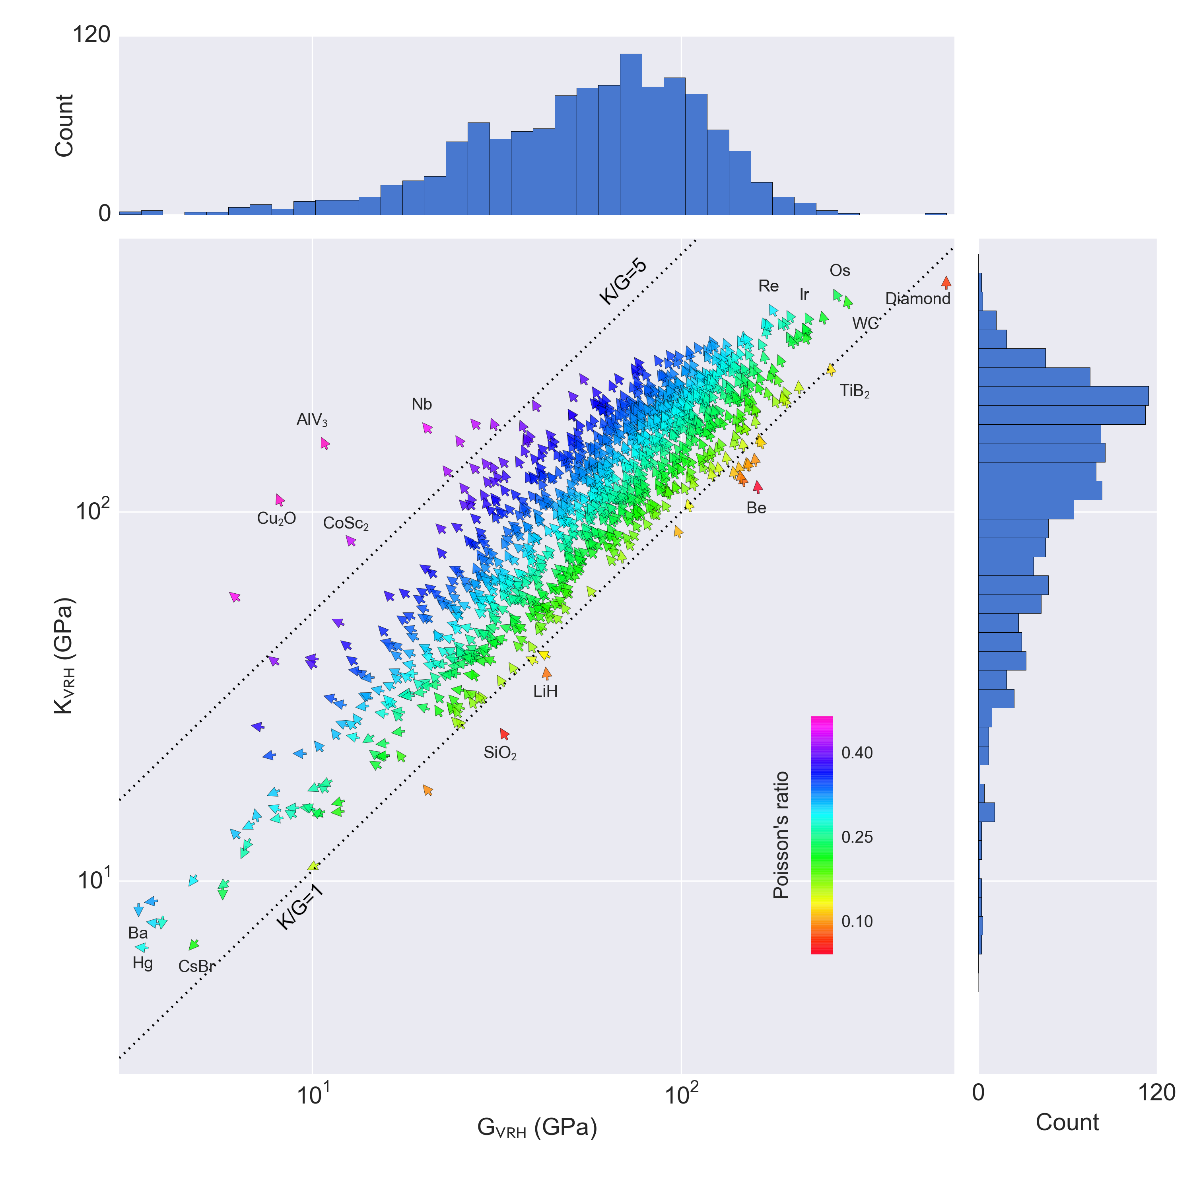 120
Count
0
K/G=5
Os
Re
Ir
Diamond
WC
TiB₂
Nb
AlV₃
Cu₂O
CoSc₂
Be
10²
K_VRH (GPa)
LiH
SiO₂
0.40
Poisson's ratio
0.25
0.10
10¹
K/G=1
Ba
Hg
CsBr
10¹
10²
G_VRH (GPa)
0
120
Count